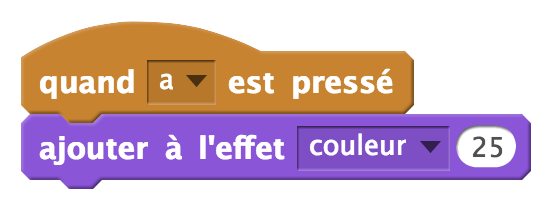 quand a est pressé
ajouter à l'effet couleur 25